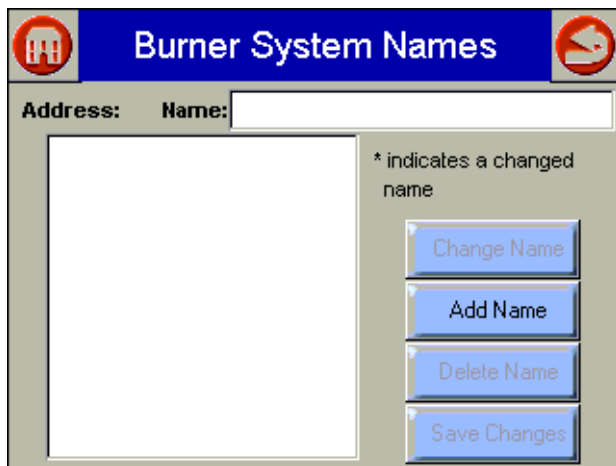 Burner System Names
Address: Name:
* indicates a changed
name
Change Name
Add Name
Delete Name
Save Changes